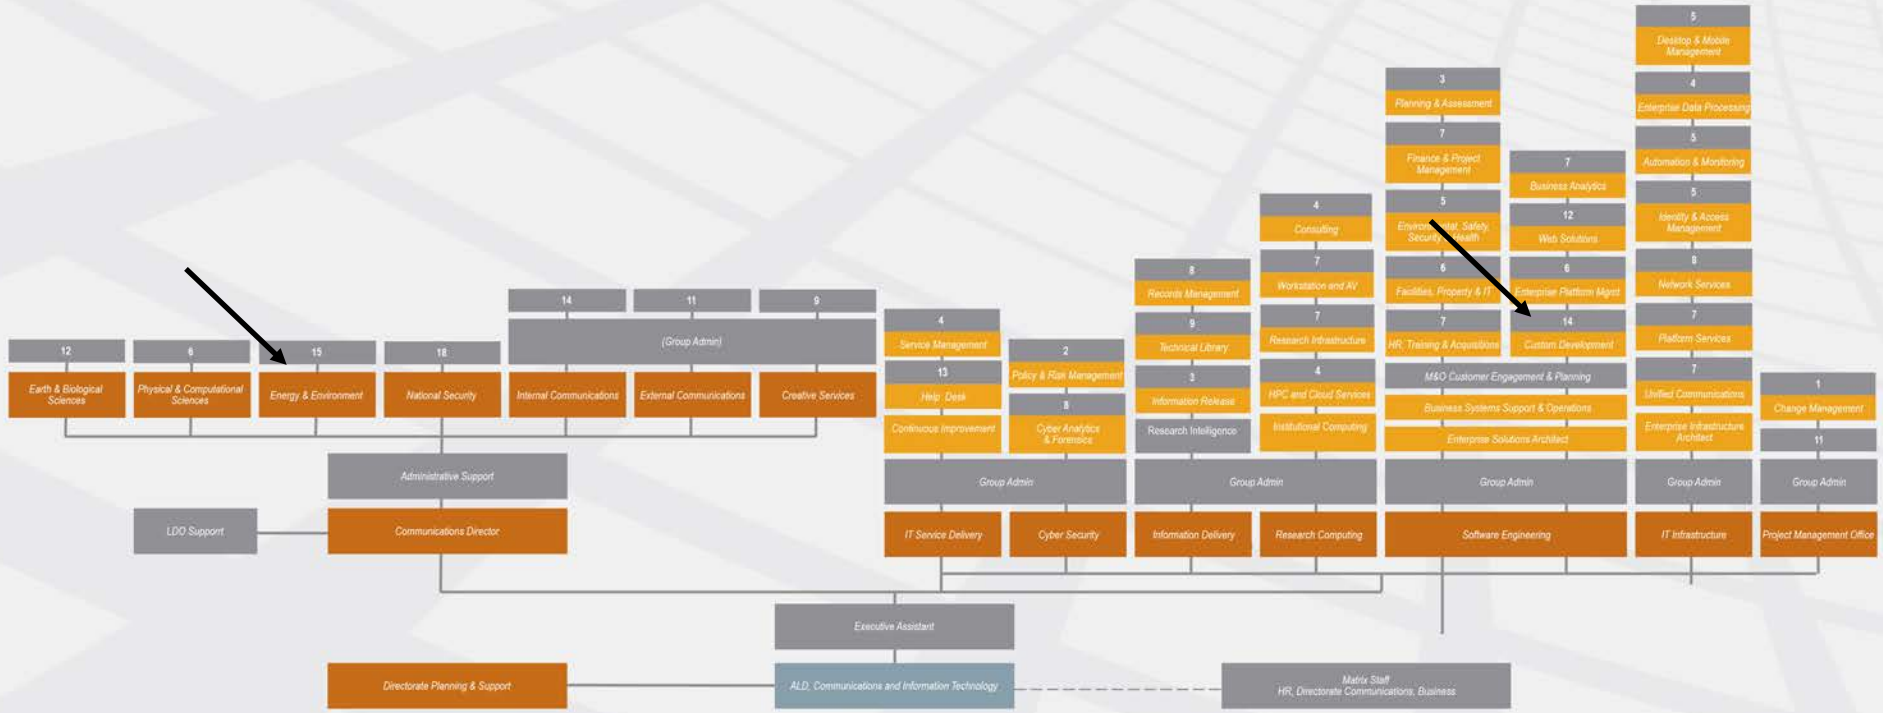 5
Desktop & Mobile
Management
4
Enterprise Data Processing
5
Automation & Monitoring
5
Identity & Access
Management
8
Network Services
7
Platform Services
7
Unified Communications
Enterprise Infrastructure
Architect
Group Admin
IT Infrastructure
3
Planning & Assessment
7
Finance & Project
Management
5
Environmental, Safety,
Security Health
6
Facilities, Property & IT
7
HR, Training & Acquisitions
7
Business Analytics
12
Web Solutions
6
Enterprise Platform Mgmt
14
Custom Development
M&O Customer Engagement & Planning
Business Systems Support & Operations
Enterprise Solutions Architect
Group Admin
Software Engineering
4
Consulting
7
Workstation and AV
7
Research Infrastructure
4
HPC and Cloud Services
Institutional Computing
8
Records Management
9
Technical Library
3
Information Release
Research Intelligence
Group Admin
Information Delivery
Research Computing
4
Service Management
13
Help Desk
Continuous Improvement
2
Policy & Risk Management
8
Cyber Analytics
& Forensics
Group Admin
IT Service Delivery
Cyber Security
1
Change Management
11
Group Admin
Project Management Office
14
11
9
(Group Admin)
Internal Communications
External Communications
Creative Services
12
Earth & Biological
Sciences
6
Physical & Computational
Sciences
15
Energy & Environment
18
National Security
Administrative Support
LDO Support
Communications Director
Executive Assistant
Directorate Planning & Support
ALD, Communications and Information Technology
Matrix Staff
HR, Directorate Communications, Business